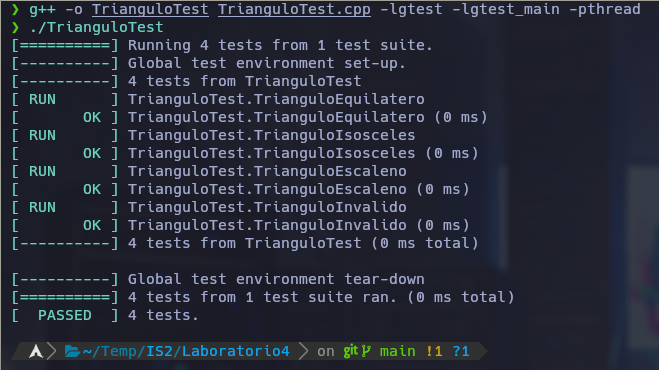 ❯ g++ -o TrianguloTest TrianguloTest.cpp -lgtest -lgtest_main -pthread
❯ ./TrianguloTest
[==========] Running 4 tests from 1 test suite.
[----------] Global test environment set-up.
[----------] 4 tests from TrianguloTest
[ RUN      ] TrianguloTest.TrianguloEquilatero
[       OK ] TrianguloTest.TrianguloEquilatero (0 ms)
[ RUN      ] TrianguloTest.TrianguloIsosceles
[       OK ] TrianguloTest.TrianguloIsosceles (0 ms)
[ RUN      ] TrianguloTest.TrianguloEscaleno
[       OK ] TrianguloTest.TrianguloEscaleno (0 ms)
[ RUN      ] TrianguloTest.TrianguloInvalido
[       OK ] TrianguloTest.TrianguloInvalido (0 ms)
[----------] 4 tests from TrianguloTest (0 ms total)
[----------] Global test environment tear-down
[==========] 4 tests from 1 test suite ran. (0 ms total)
[  PASSED  ] 4 tests.
~/Temp/IS2/Laboratorio4 on git main !1 ?1